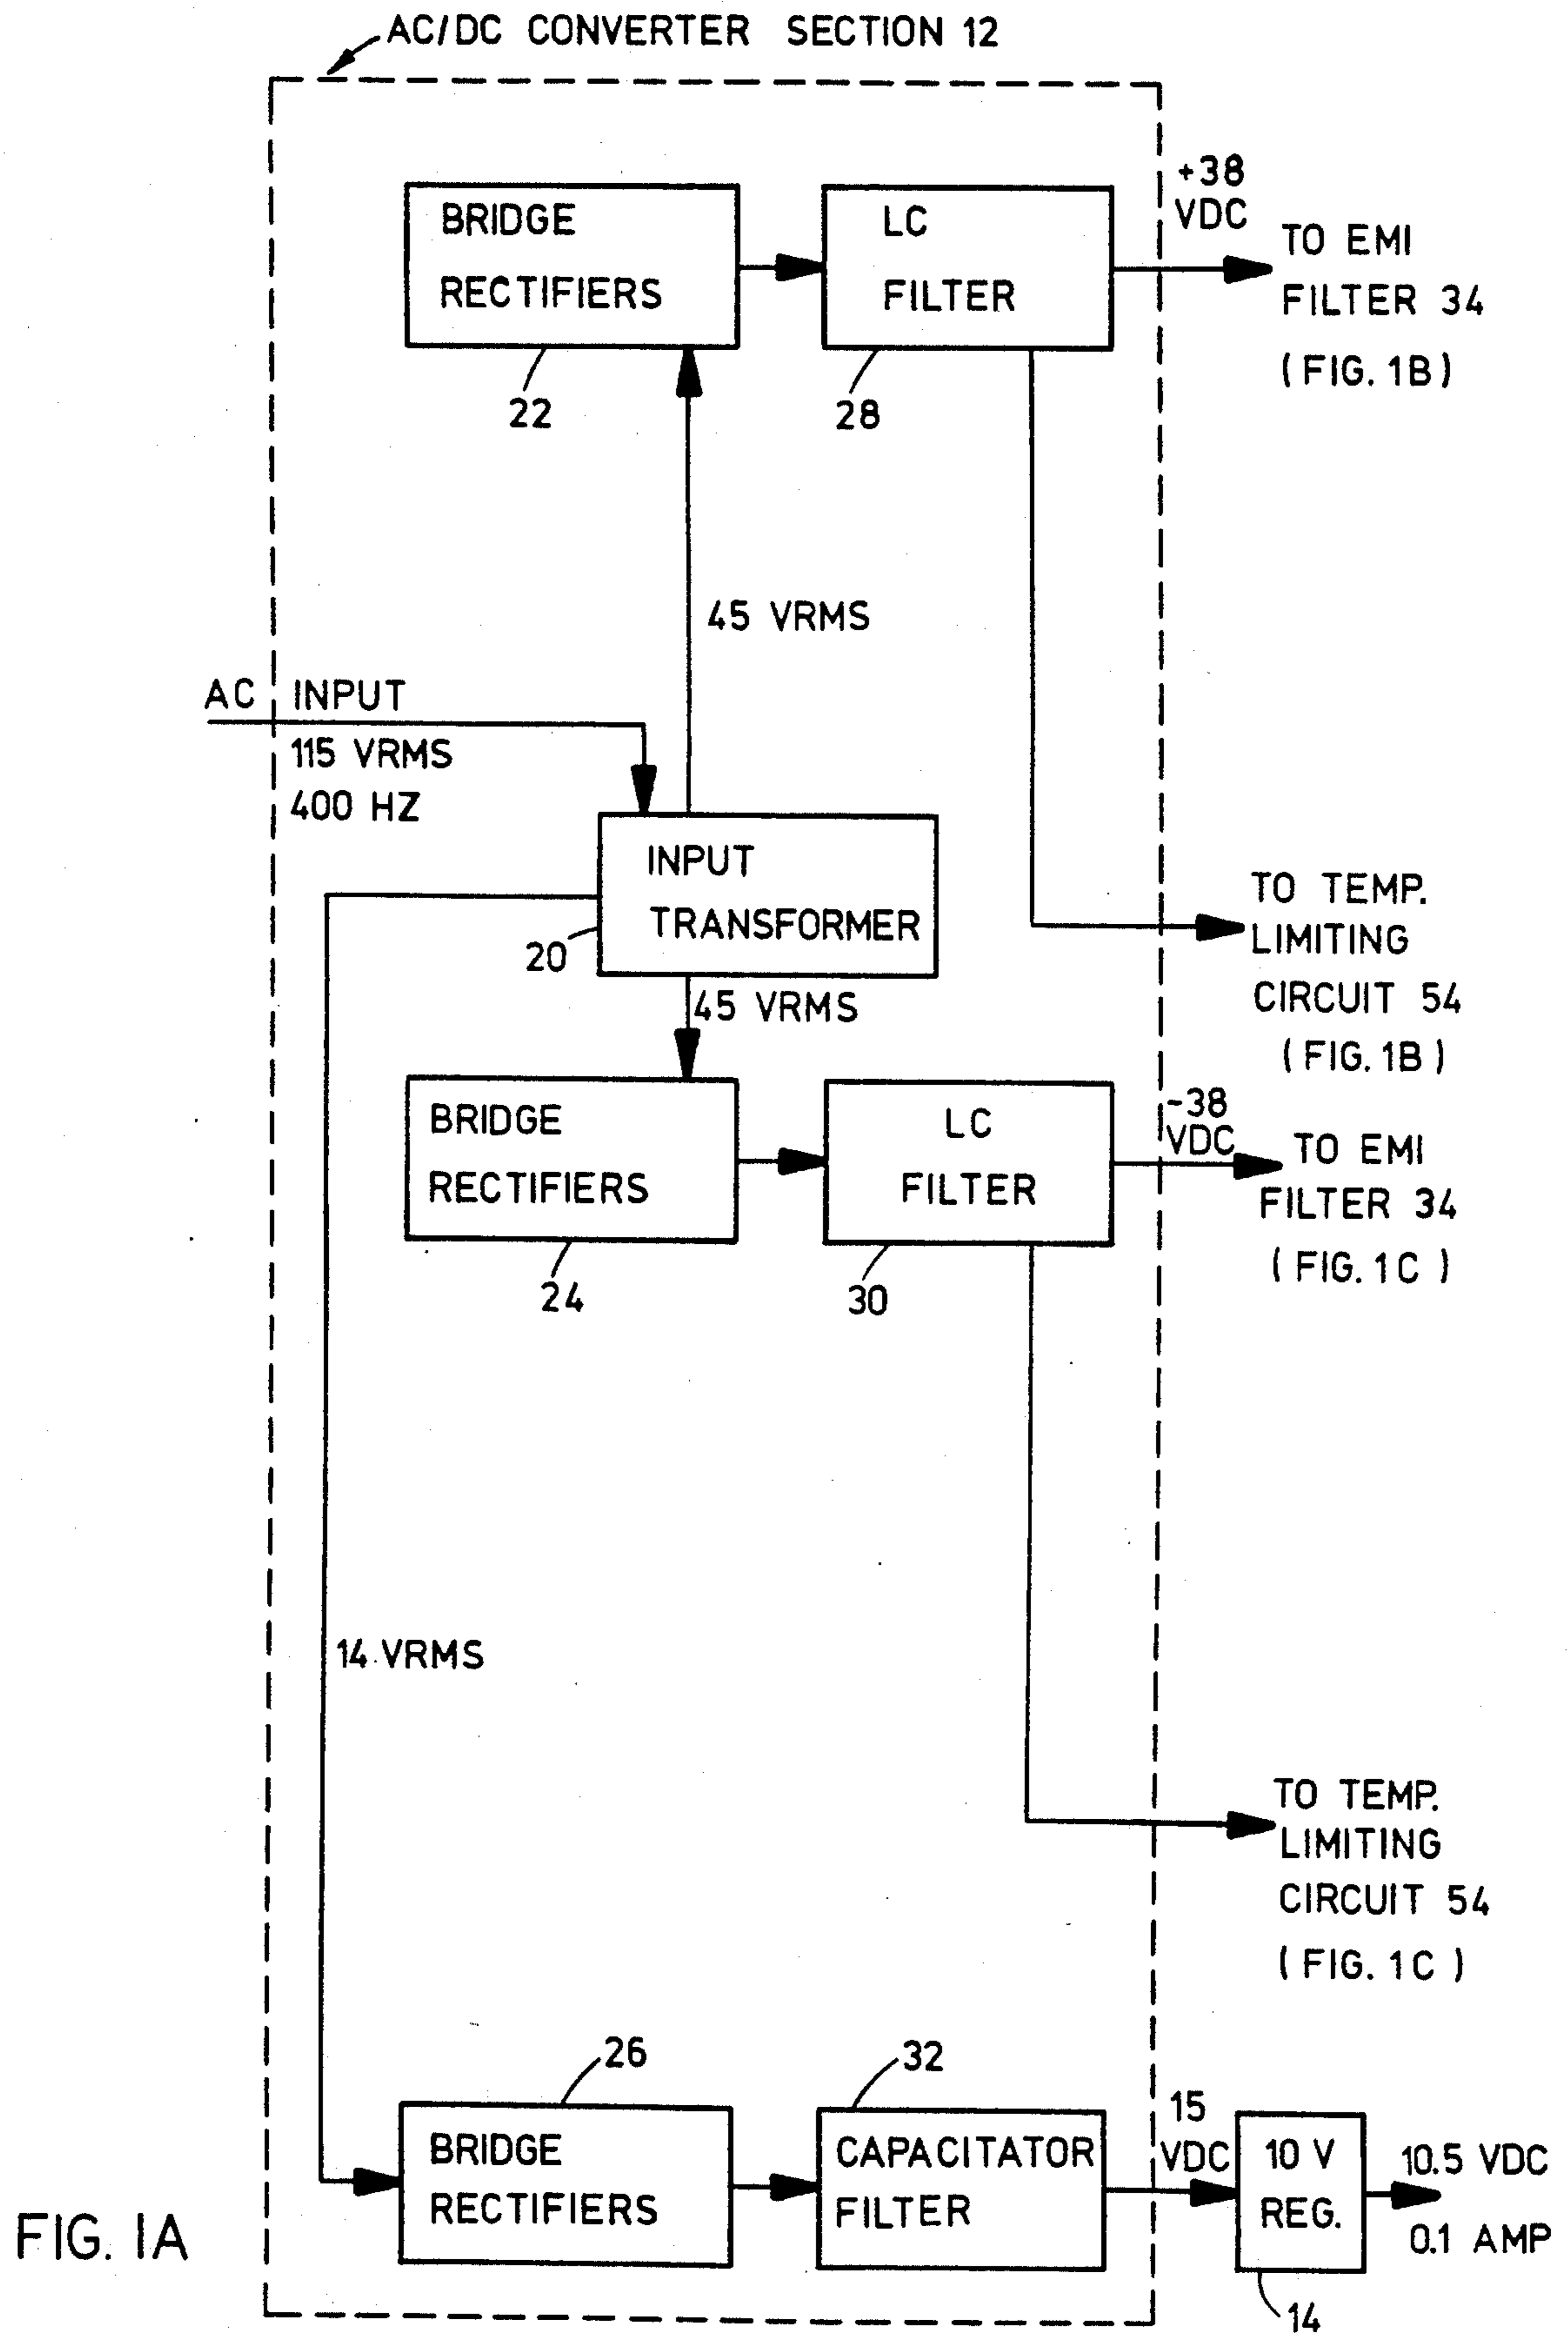 AC/DC CONVERTER SECTION 12
BRIDGE
RECTIFIERS
22
LC
FILTER
28
+38
VDC
TO EMI
FILTER 34
(FIG. 1B)
45 VRMS
AC INPUT
115 VRMS
400 HZ
INPUT
TRANSFORMER
20
TO TEMP.
LIMITING
CIRCUIT 54
(FIG. 1B)
45 VRMS
BRIDGE
RECTIFIERS
24
LC
FILTER
30
-38
VDC
TO EMI
FILTER 34
(FIG. 1C)
14 VRMS
TO TEMP.
LIMITING
CIRCUIT 54
(FIG. 1C)
26
BRIDGE
RECTIFIERS
32
CAPACITATOR
FILTER
15
VDC
10 V
REG.
14
10.5 VDC
0.1 AMP
FIG. 1A